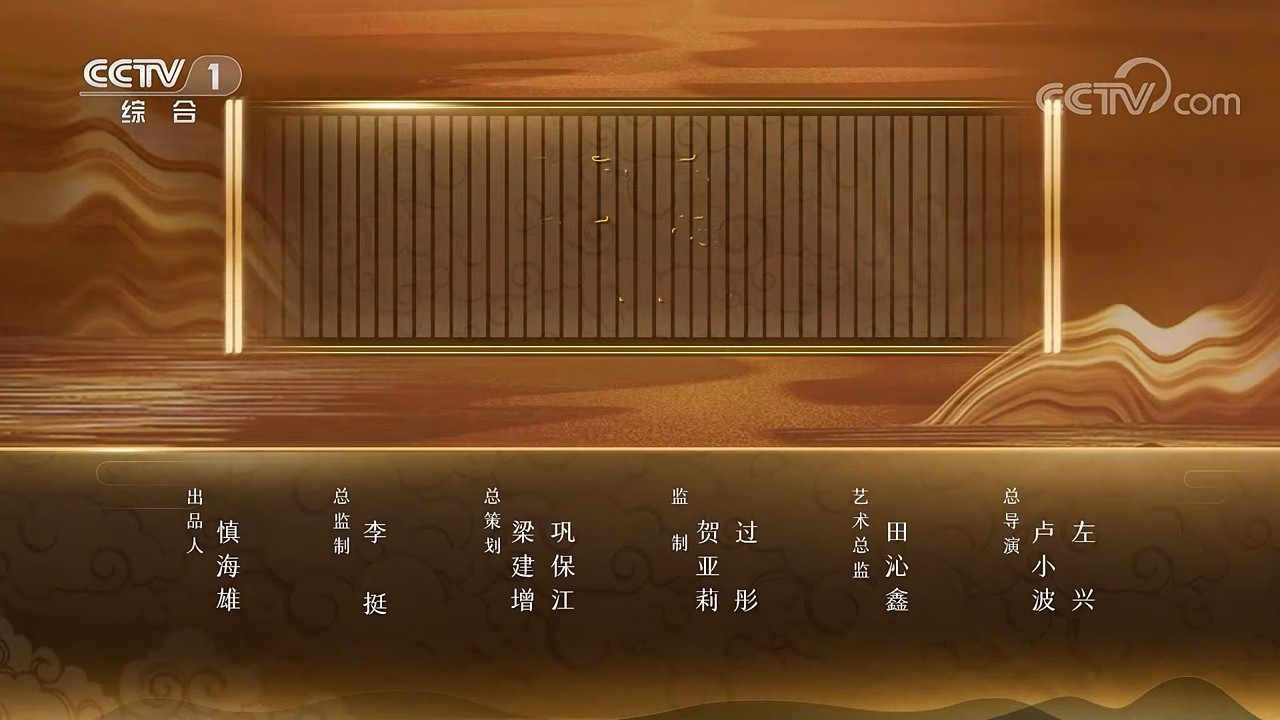 CCTV 1
综合
CCTV.com
出品人
慎海雄
总监制
李挺
总策划
梁建增
巩保江
监制
贺亚莉
过彤
艺术总监
田沁鑫
总导演
卢小波
左兴